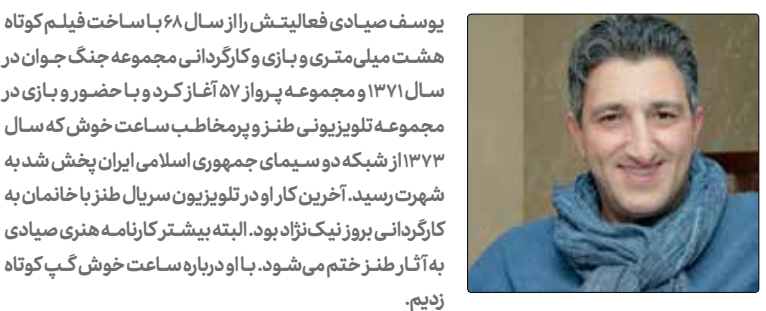 یوسف صیادی فعالیتش را از سال ۶۸ با ساخت فیلم کوتاه
هشت میلی‌متری و بازی و کارگردانی مجموعه جنگ جوان در
سال ۱۳۷۱ و مجموعه پرواز ۵۷ آغاز کرد و با حضور و بازی در
مجموعه تلویزیونی طنز و پرمخاطب ساعت خوش که سال
۱۳۷۳ از شبکه دو سیمای جمهوری اسلامی ایران پخش شد به
شهرت رسید. آخرین کار او در تلویزیون سریال طنز باخانمان به
کارگردانی بروز نیک‌نژاد بود. البته بیشتر کارنامه هنری صیادی
به آثار طنز ختم می‌شود. با او درباره ساعت خوش گپ کوتاه
زدیم.